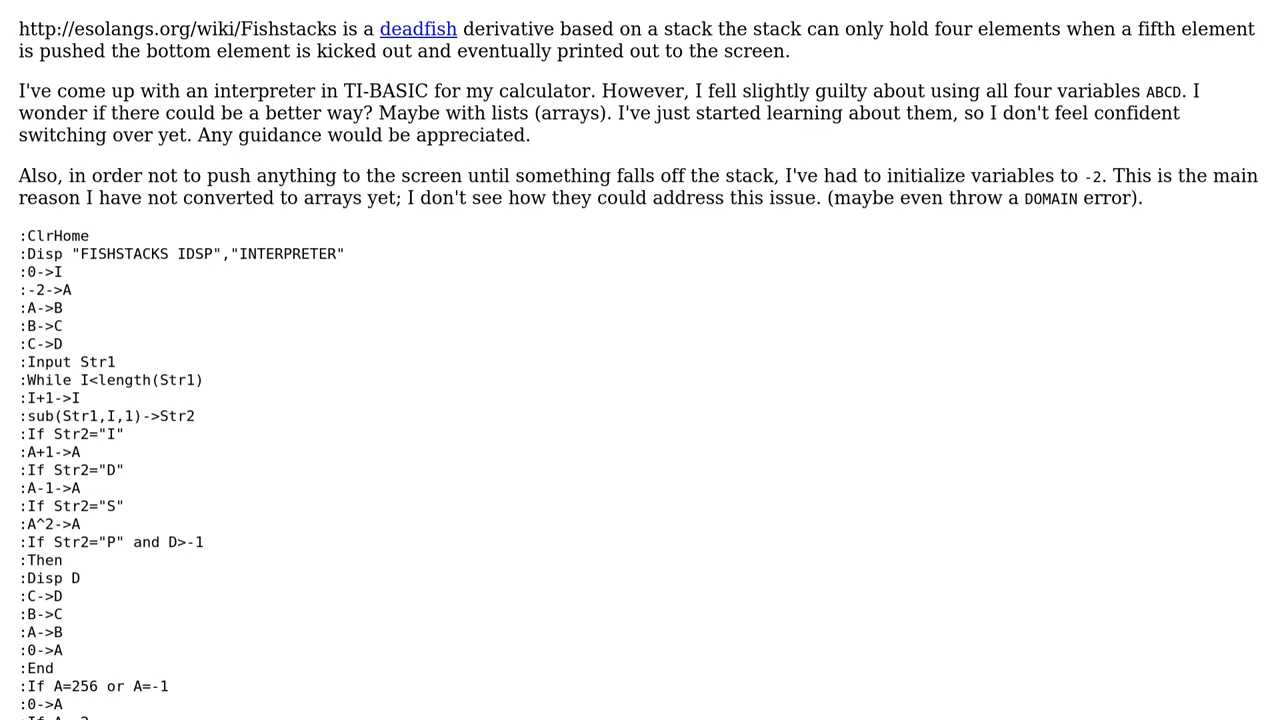 http://esolangs.org/wiki/Fishstacks is a deadfish derivative based on a stack the stack can only hold four elements when a fifth element
is pushed the bottom element is kicked out and eventually printed out to the screen.
I've come up with an interpreter in TI-BASIC for my calculator. However, I fell slightly guilty about using all four variables ABCD. I
wonder if there could be a better way? Maybe with lists (arrays). I've just started learning about them, so I don't feel confident
switching over yet. Any guidance would be appreciated.
Also, in order not to push anything to the screen until something falls off the stack, I've had to initialize variables to -2. This is the main
reason I have not converted to arrays yet; I don't see how they could address this issue. (maybe even throw a DOMAIN error).
:ClrHome
:Disp "FISHSTACKS IDSP","INTERPRETER"
:0->I
:-2->A
:A->B
:B->C
:C->D
:Input Str1
:While I<length(Str1)
:I+1->I
:sub(Str1,I,1)->Str2
:If Str2="I"
:A+1->A
:If Str2="D"
:A-1->A
:If Str2="S"
:A^2->A
:If Str2="P" and D>-1
:Then
:Disp D
:C->D
:B->C
:A->B
:0->A
:End
:If A=256 or A=-1
:0->A